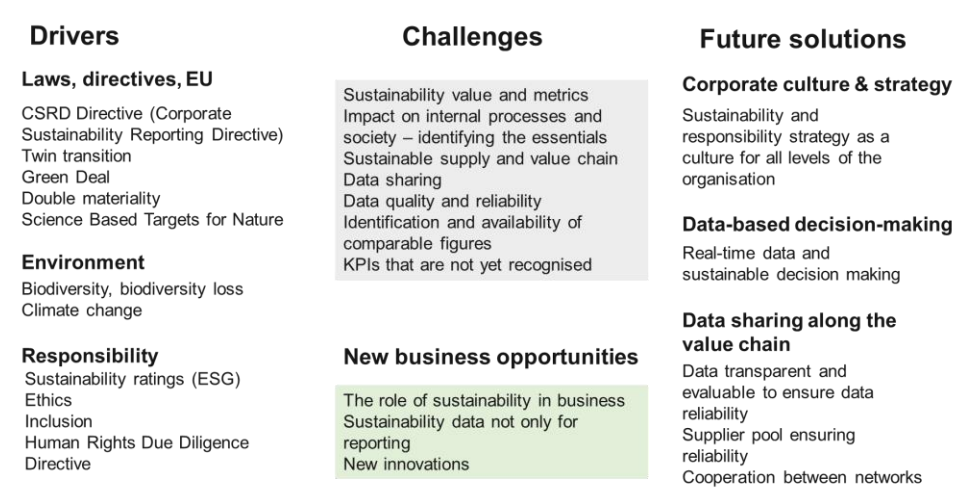 Drivers
Laws, directives, EU
CSRD Directive (Corporate
Sustainability Reporting Directive)
Twin transition
Green Deal
Double materiality
Science Based Targets for Nature
Environment
Biodiversity, biodiversity loss
Climate change
Responsibility
Sustainability ratings (ESG)
Ethics
Inclusion
Human Rights Due Diligence
Directive
Challenges
Sustainability value and metrics
Impact on internal processes and
society – identifying the essentials
Sustainable supply and value chain
Data sharing
Data quality and reliability
Identification and availability of
comparable figures
KPIs that are not yet recognised
New business opportunities
The role of sustainability in business
Sustainability data not only for
reporting
New innovations
Future solutions
Corporate culture & strategy
Sustainability and
responsibility strategy as a
culture for all levels of the
organisation
Data-based decision-making
Real-time data and
sustainable decision making
Data sharing along the
value chain
Data transparent and
evaluable to ensure data
reliability
Supplier pool ensuring
reliability
Cooperation between networks